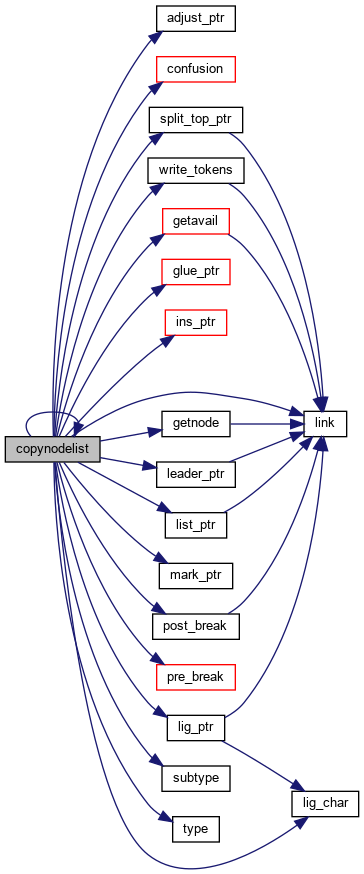 adjust_ptr
confusion
split_top_ptr
write_tokens
getavail
glue_ptr
ins_ptr
getnode
link
copynodelist
leader_ptr
list_ptr
mark_ptr
post_break
pre_break
lig_ptr
subtype
lig_char
type